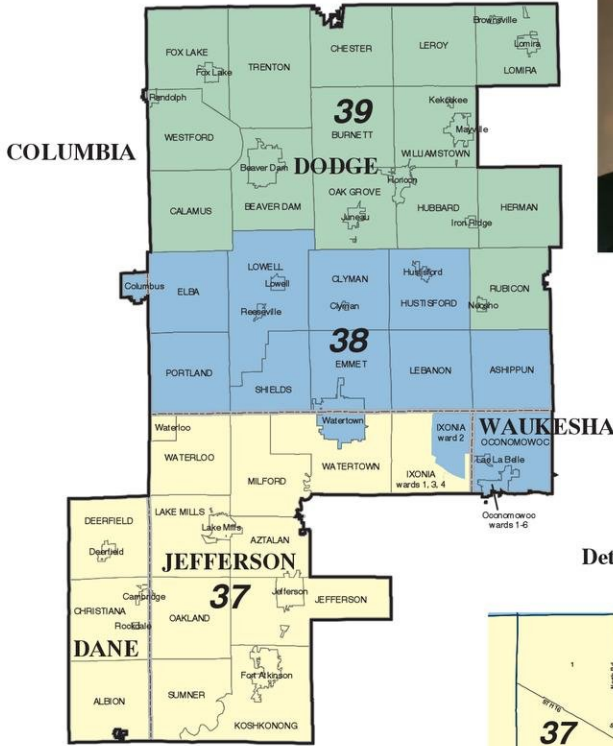 Brownsville
FOX LAKE
CHESTER
LEROY
Lomira
TRENTON
Fox Lake
LOMIRA
Randolph
39
Kekoskee
BURNETT
Mayville
WESTFORD
COLUMBIA
WILLIAMSTOWN
Beaver Dam
DODGE
Horicon
OAK GROVE
CALAMUS
BEAVER DAM
Juneau
HUBBARD
HERMAN
Iron Ridge
LOWELL
CLYMAN
Hustisford
Columbus
ELBA
Lowell
RUBICON
Reeseville
Clyman
HUSTISFORD
Neosho
38
EMMET
PORTLAND
LEBANON
ASHIPPUN
SHIELDS
Waterloo
Watertown
IXONIA
ward 2
WAUKESHA
OCONOMOWOC
WATERLOO
Lac La Belle
WATERTOWN
IXONIA
wards 1, 3, 4
MILFORD
Oconomowoc
wards 1-6
DEERFIELD
LAKE MILLS
Lake Mills
AZTALAN
Deerfield
JEFFERSON
Det
Cambridge
37
Jefferson
JEFFERSON
CHRISTIANA
OAKLAND
Rockdale
DANE
Fort Atkinson
ALBION
SUMNER
KOSHKONONG
1
STH 16
37